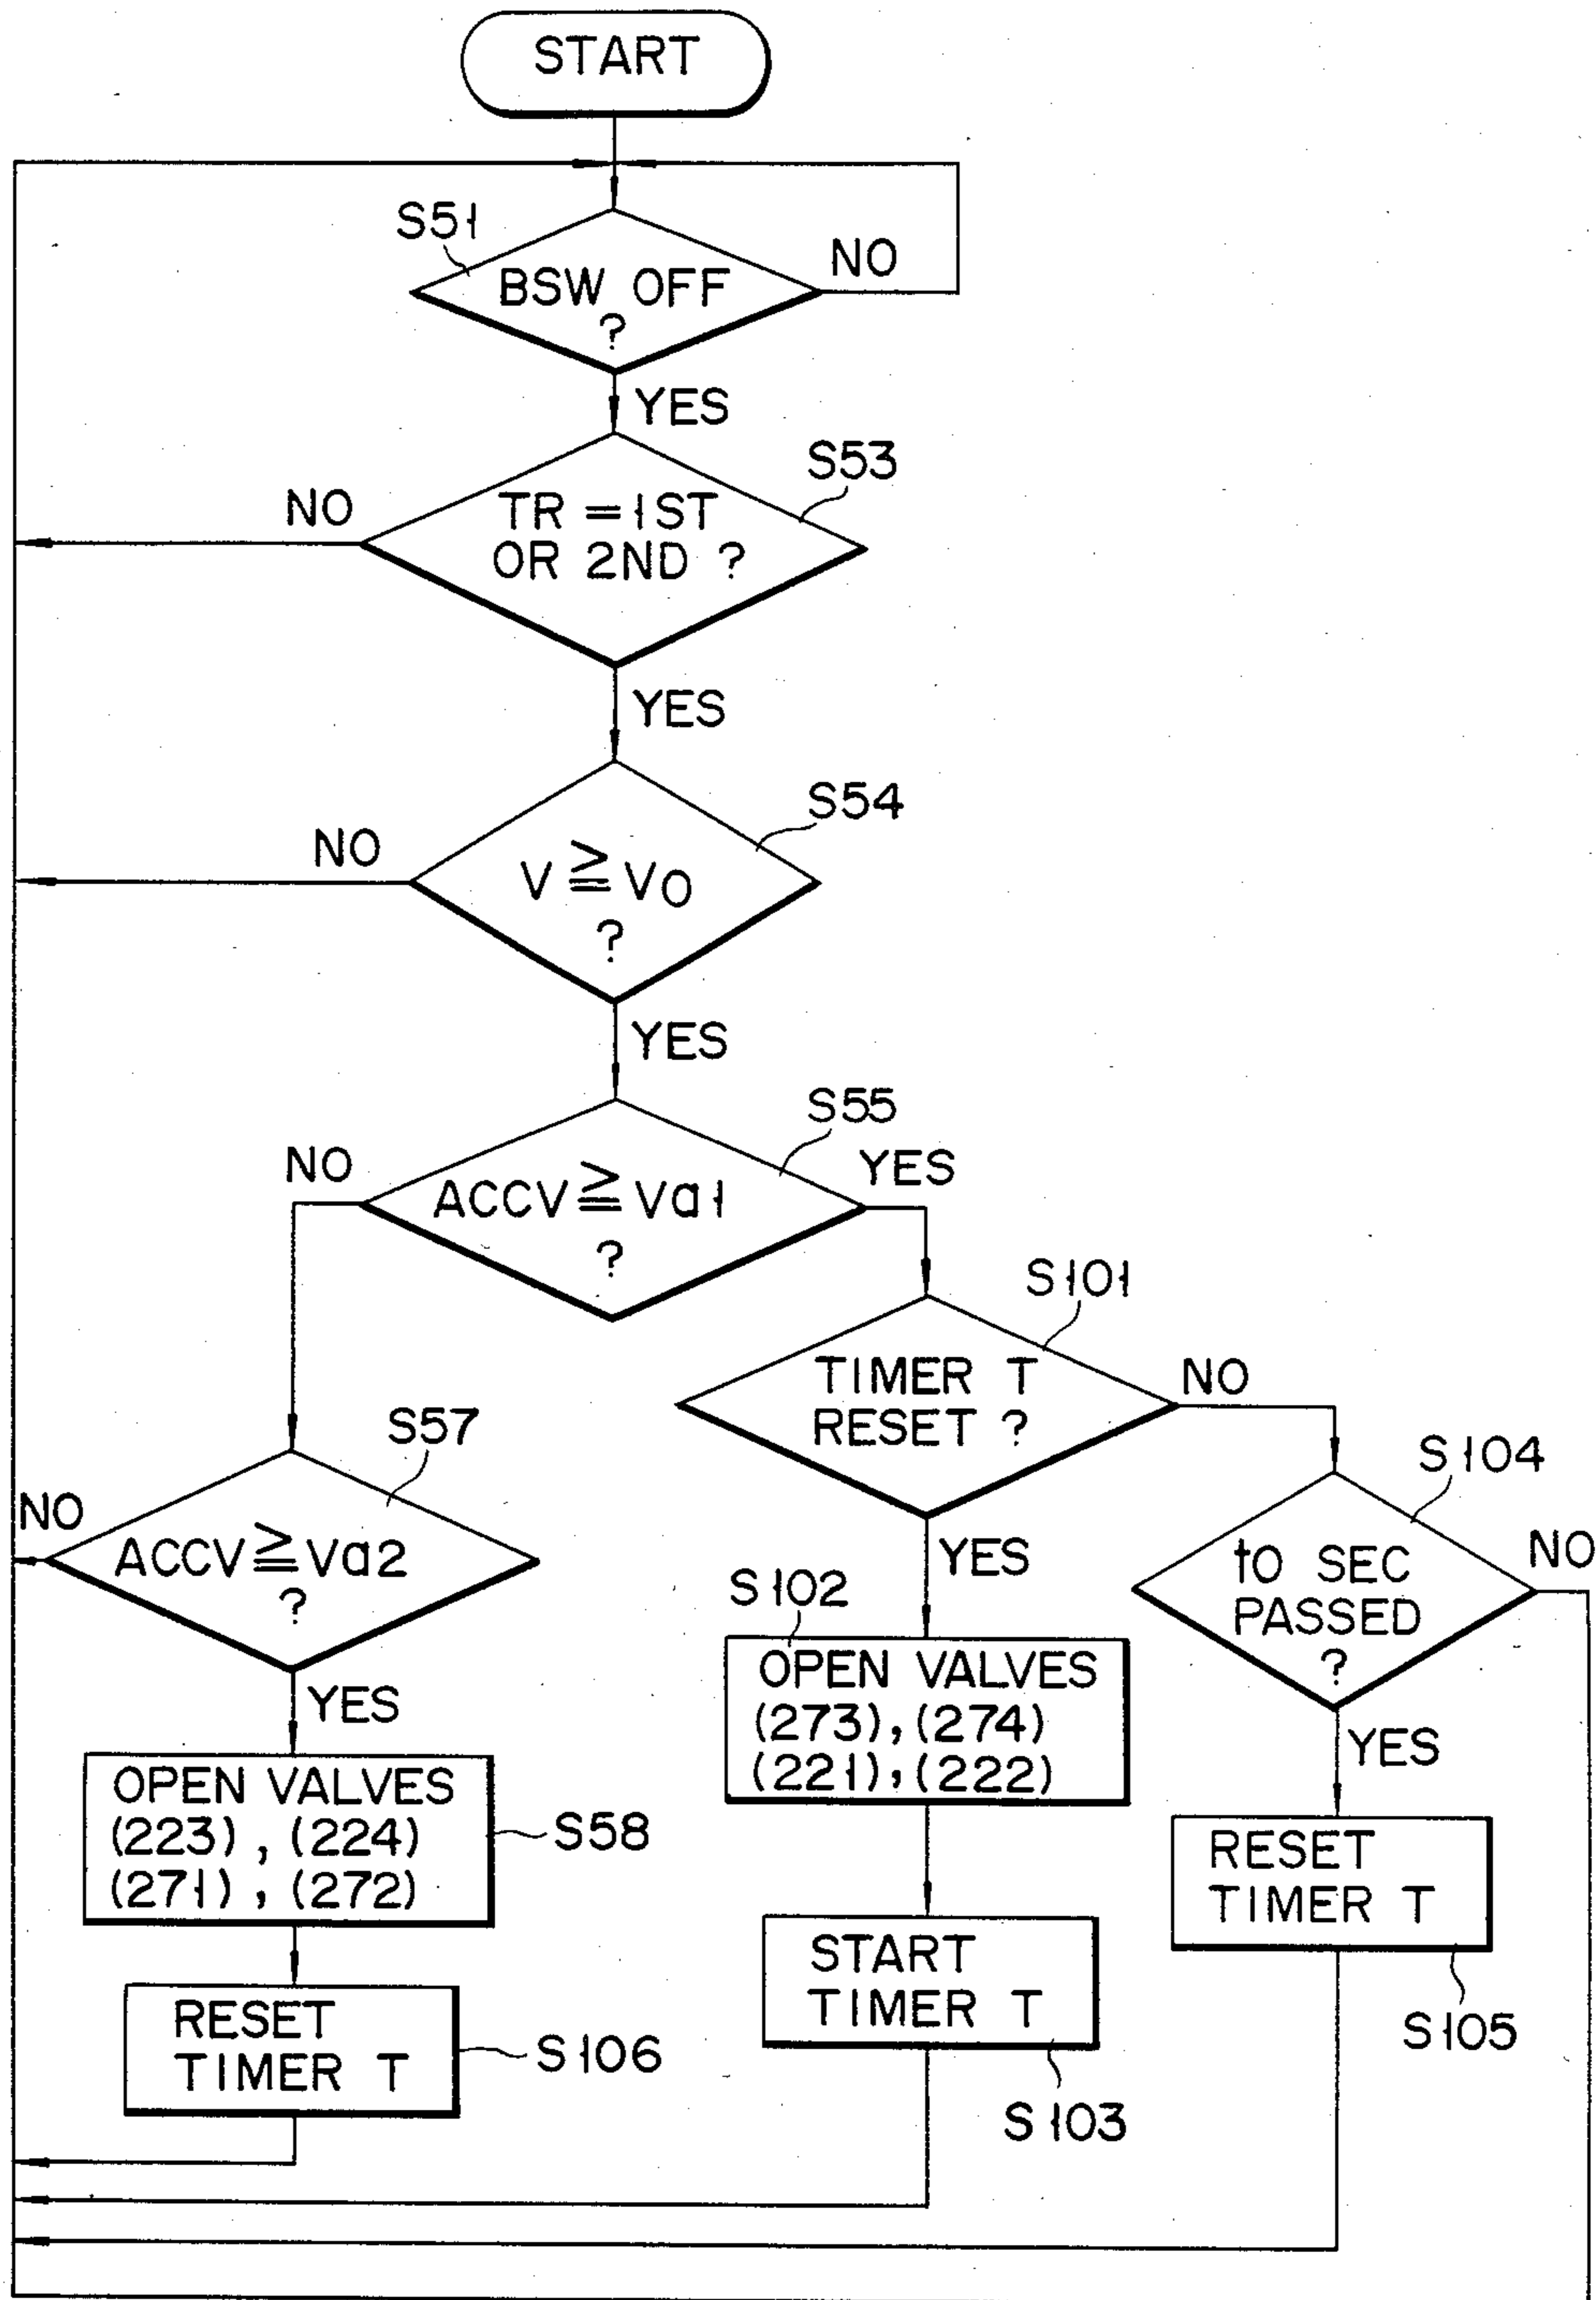 START
S51
BSW OFF
?
NO
YES
S53
NO
TR = 1ST
OR 2ND ?
YES
S54
NO
V ≧ VO
?
YES
S55
NO
YES
ACCV ≧ Va1
?
S101
TIMER T
RESET ?
NO
S57
S104
NO
ACCV ≧ Va2
?
YES
tO SEC
PASSED
?
NO
S102
YES
OPEN VALVES
(273), (274)
(221), (222)
YES
OPEN VALVES
(223), (224)
(271), (272)
S58
RESET
TIMER T
S105
START
TIMER T
S103
RESET
TIMER T
S106